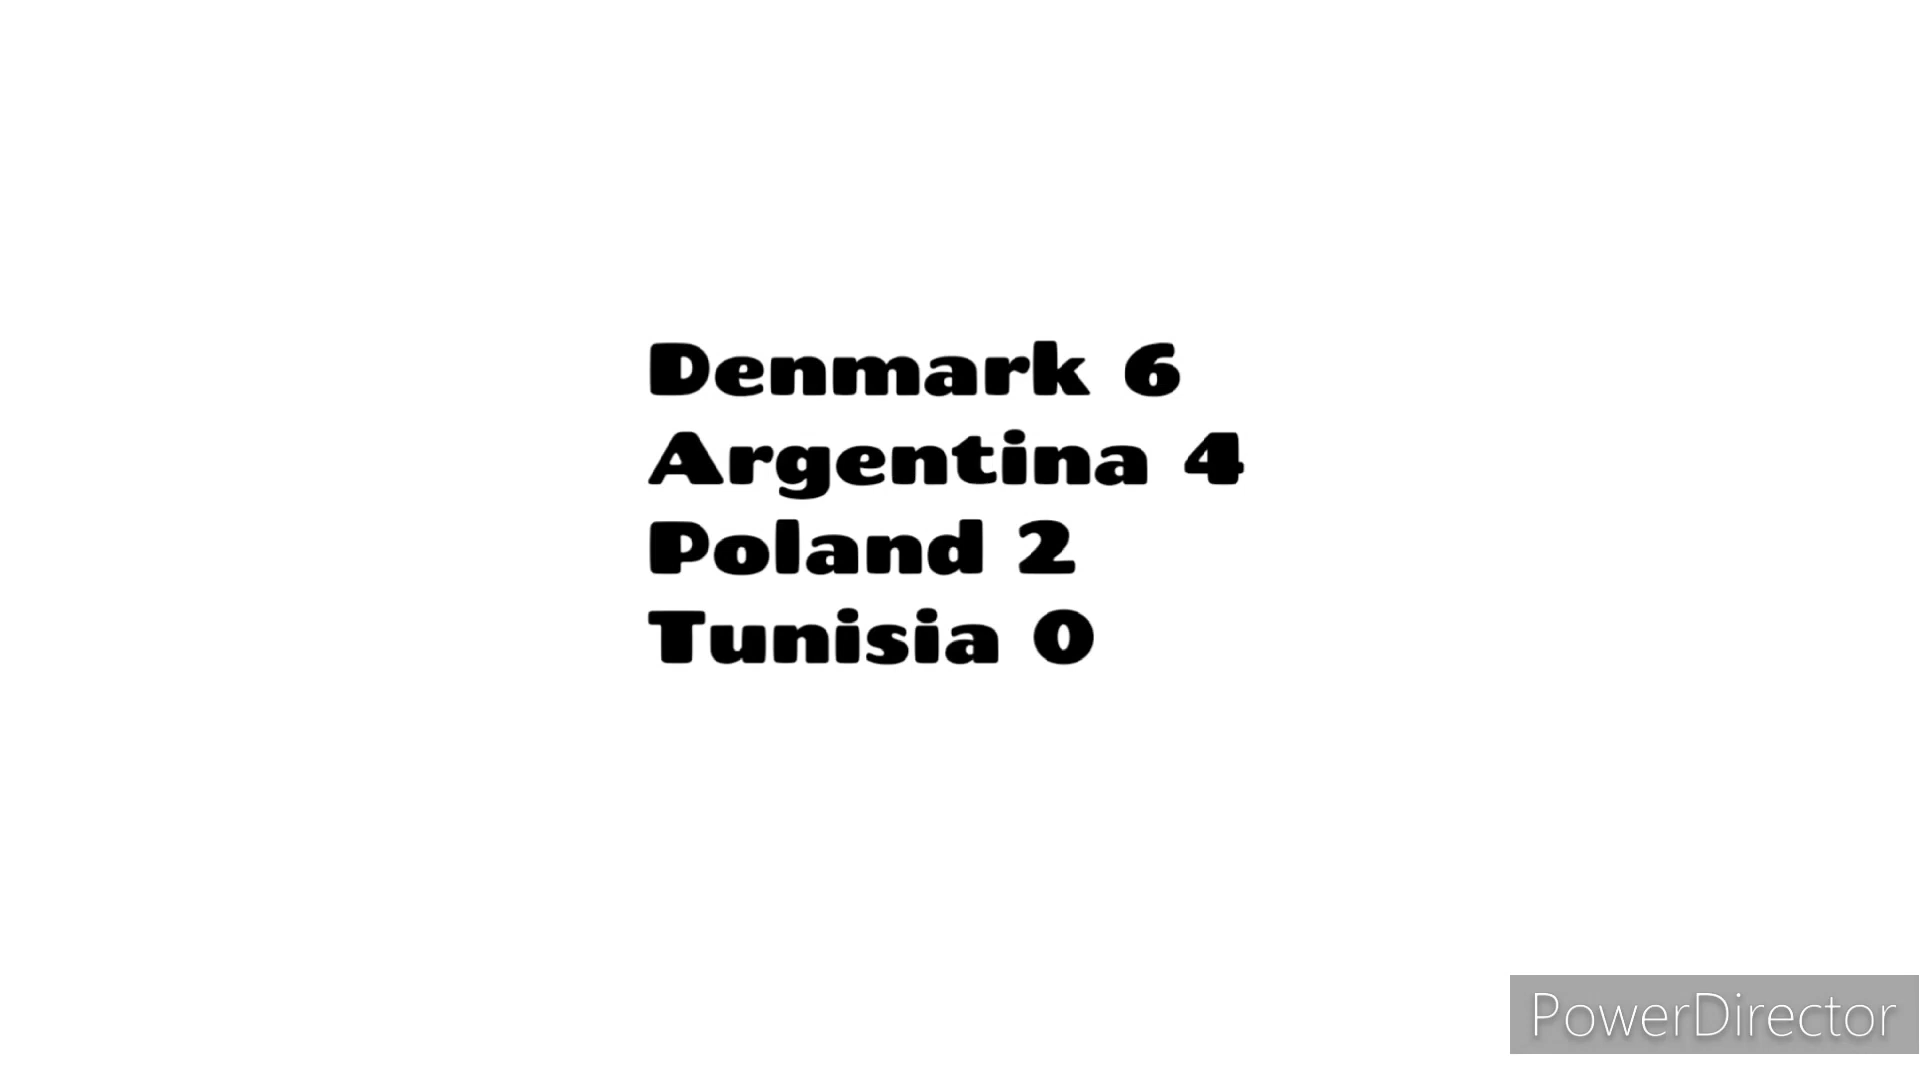 Denmark 6
Argentina 4
Poland 2
Tunisia 0
PowerDirector